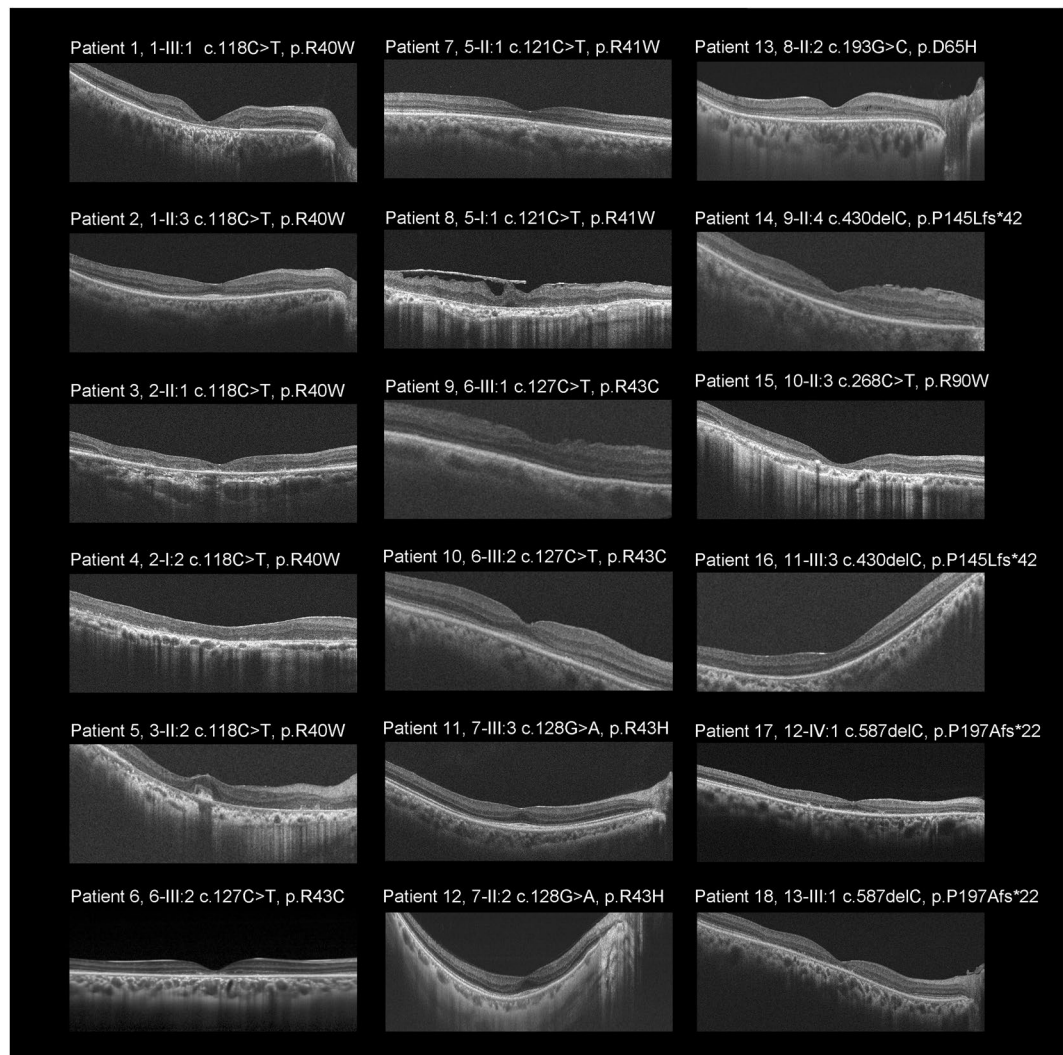 Patient 1, 1-III:1 c.118C>T, p.R40W
Patient 7, 5-II:1 c.121C>T, p.R41W
Patient 13, 8-II:2 c.193G>C, p.D65H
Patient 2, 1-II:3 c.118C>T, p.R40W
Patient 8, 5-I:1 c.121C>T, p.R41W
Patient 14, 9-II:4 c.430delC, p.P145Lfs*42
Patient 3, 2-II:1 c.118C>T, p.R40W
Patient 9, 6-III:1 c.127C>T, p.R43C
Patient 15, 10-II:3 c.268C>T, p.R90W
Patient 4, 2-I:2 c.118C>T, p.R40W
Patient 10, 6-III:2 c.127C>T, p.R43C
Patient 16, 11-III:3 c.430delC, p.P145Lfs*42
Patient 5, 3-II:2 c.118C>T, p.R40W
Patient 11, 7-III:3 c.128G>A, p.R43H
Patient 17, 12-IV:1 c.587delC, p.P197Afs*22
Patient 6, 6-III:2 c.127C>T, p.R43C
Patient 12, 7-II:2 c.128G>A, p.R43H
Patient 18, 13-III:1 c.587delC, p.P197Afs*22